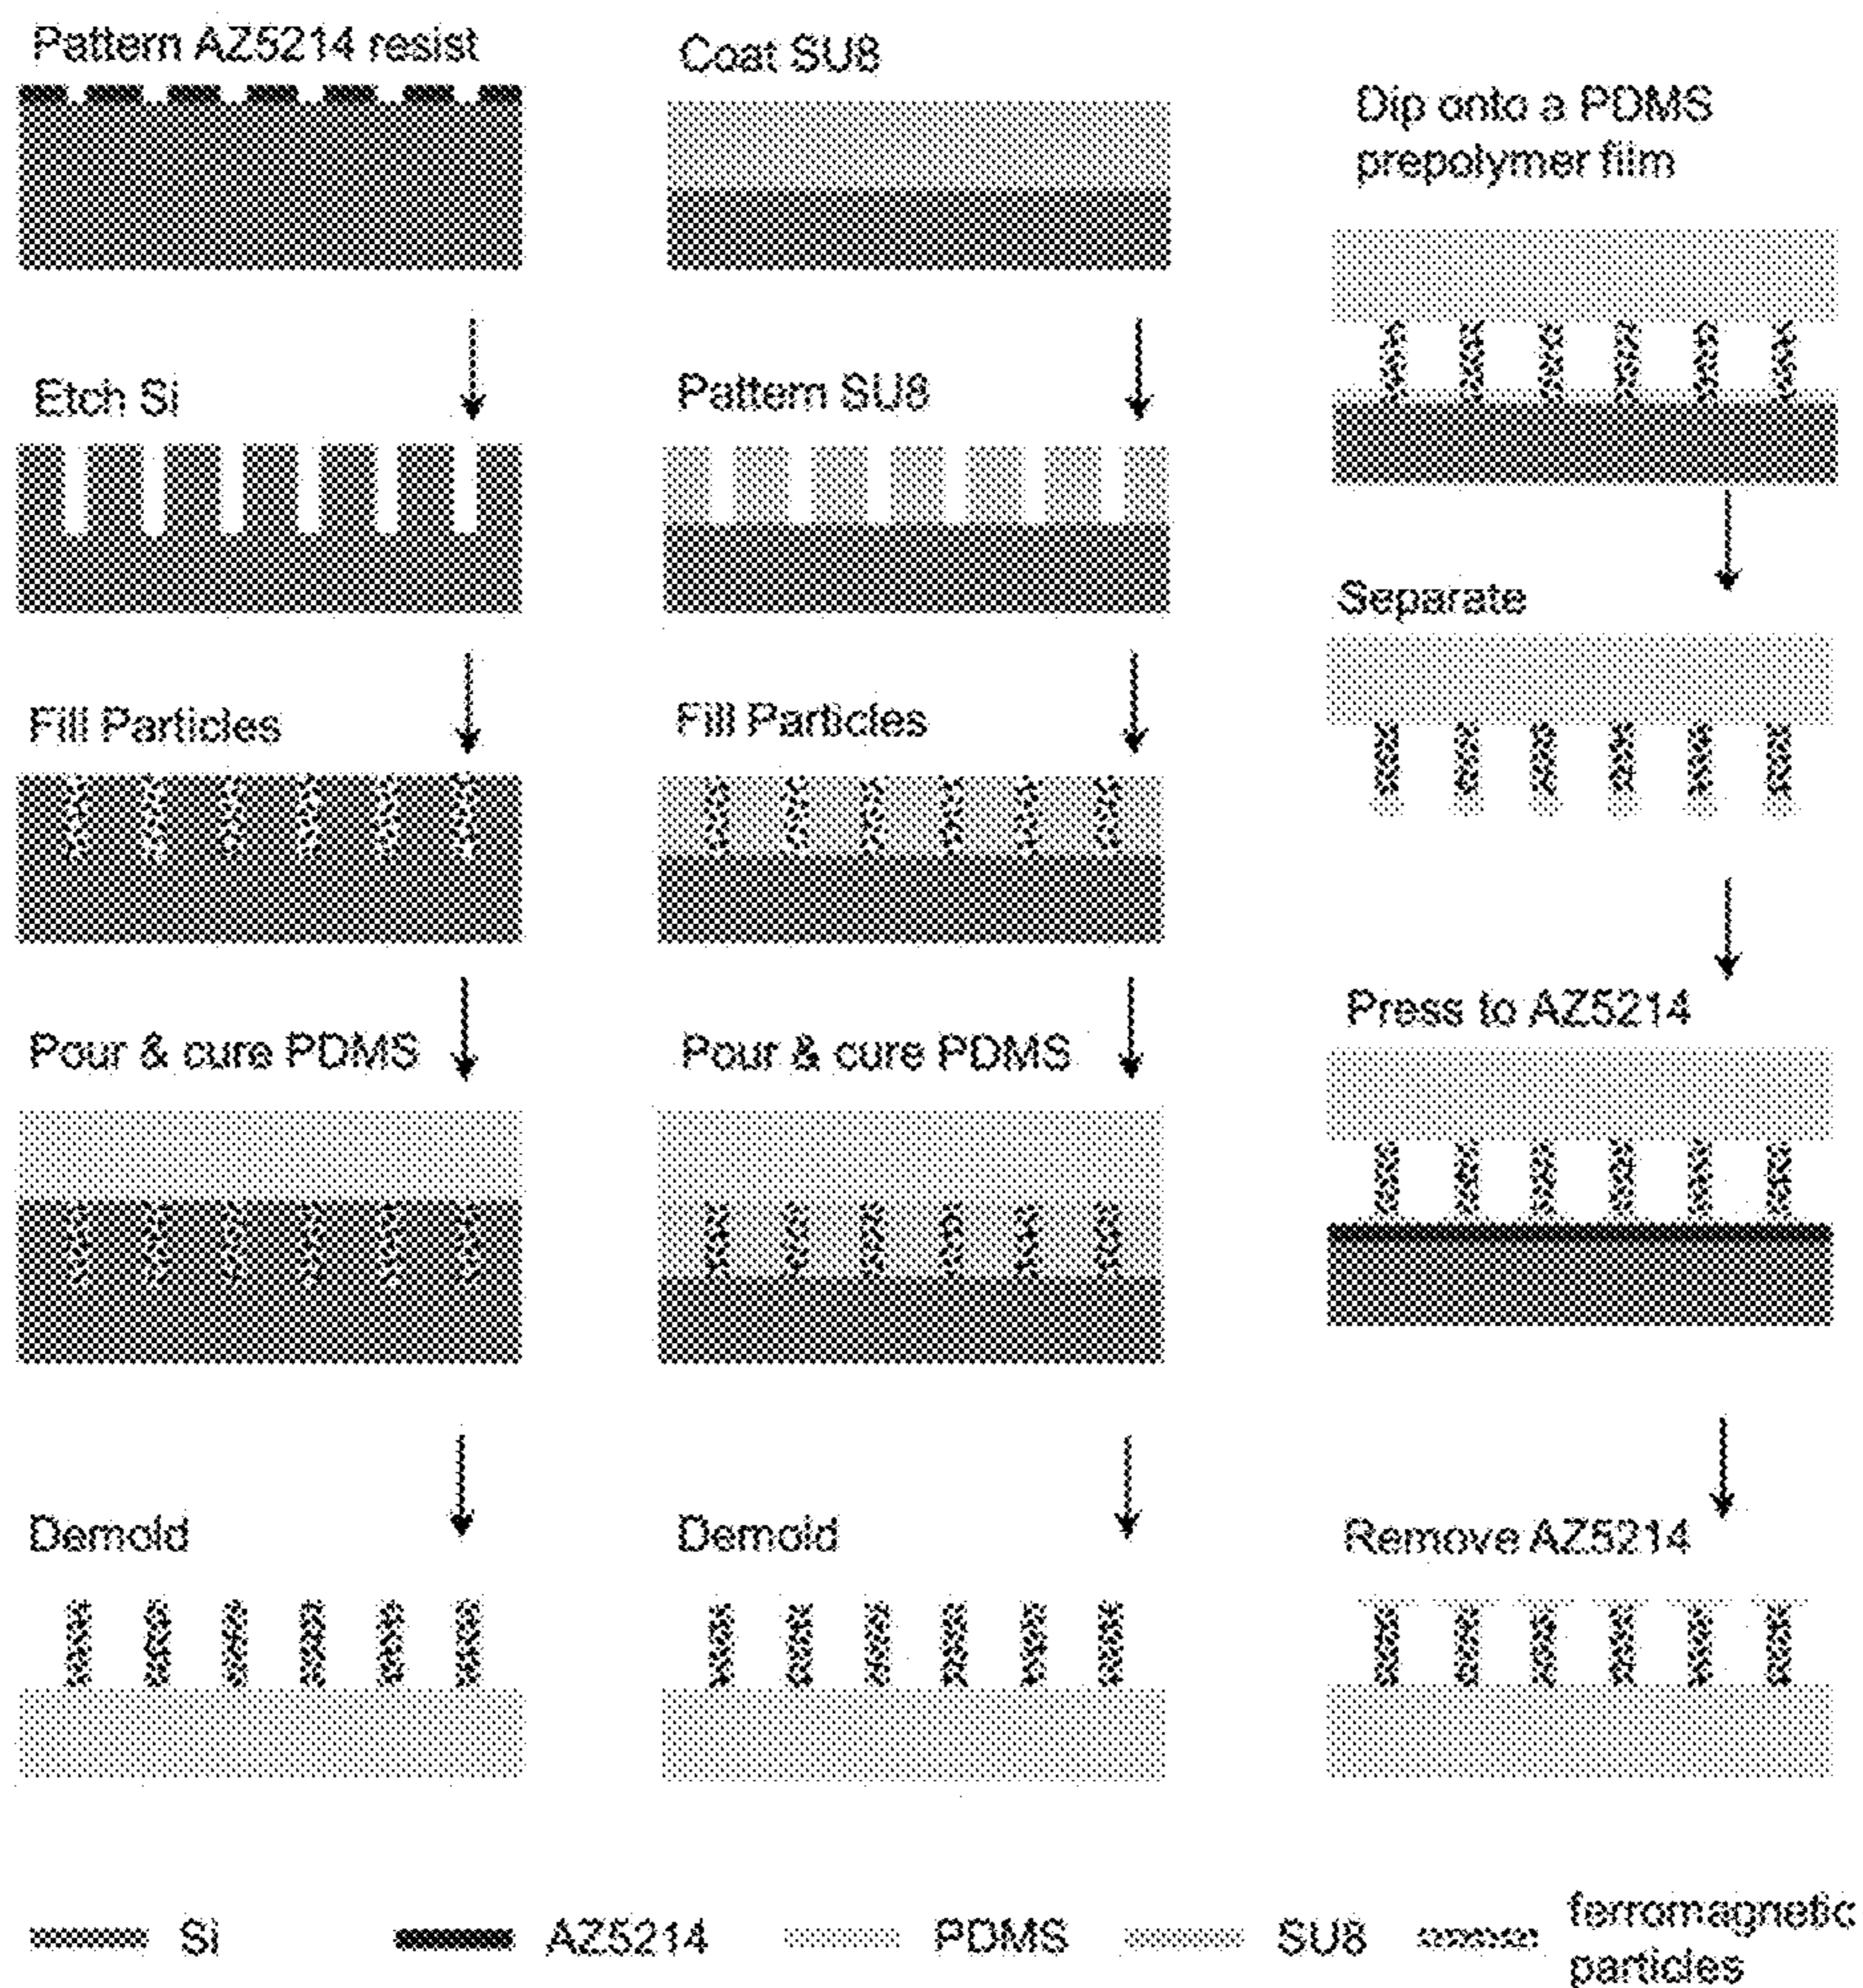 Pattern AZ5214 resist
Etch Si
Fill Particles
Pour & cure PDMS
Demold
Coat SU8
Pattern SU8
Fill Particles
Pour & cure PDMS
Demold
Dip onto a PDMS
prepolymer film
Separate
Press to AZ5214
Remove AZ5214
Si
AZ5214
PDMS
SU8
ferromagnetic
particles